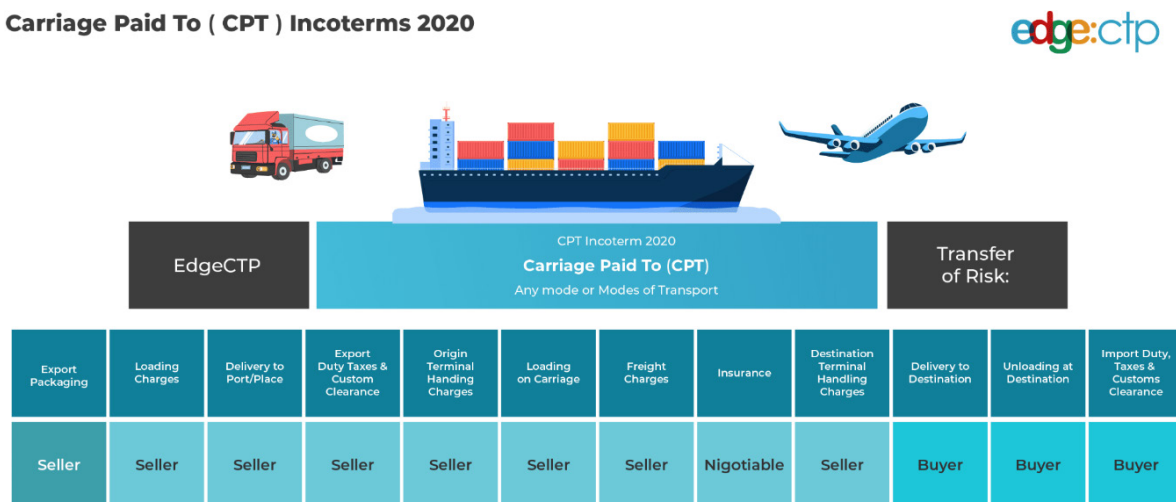 Carriage Paid To ( CPT ) Incoterms 2020
edge:ctp
EdgeCTP
CPT Incoterm 2020
Carriage Paid To (CPT)
Any mode or Modes of Transport
Transfer
of Risk:
Export
Packaging
Loading
Charges
Delivery to
Port/Place
Export
Duty Taxes &
Custom
Clearance
Origin
Terminal
Handing
Charges
Loading
on Carriage
Freight
Charges
Insurance
Destination
Terminal
Handling
Charges
Delivery to
Destination
Unloading at
Destination
Import Duty,
Taxes &
Customs
Clearance
Seller
Seller
Seller
Seller
Seller
Seller
Seller
Nigotiable
Seller
Buyer
Buyer
Buyer